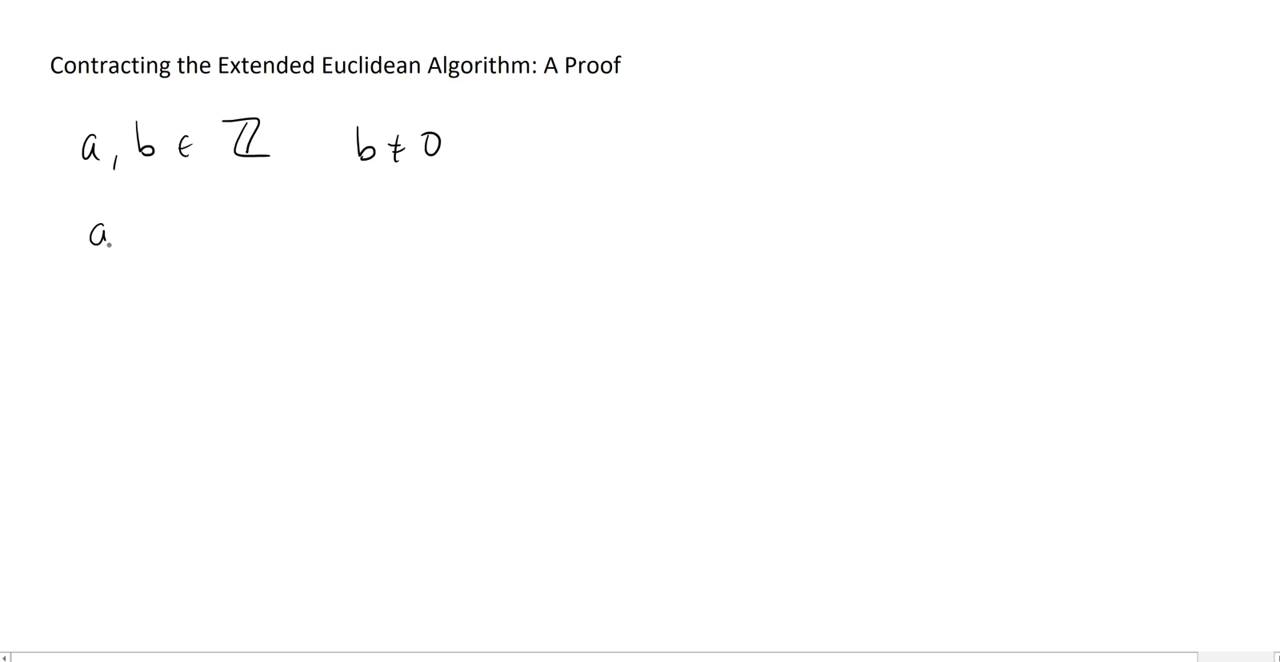 Contracting the Extended Euclidean Algorithm: A Proof
a, b ∈ ℤ b ≠ 0
a